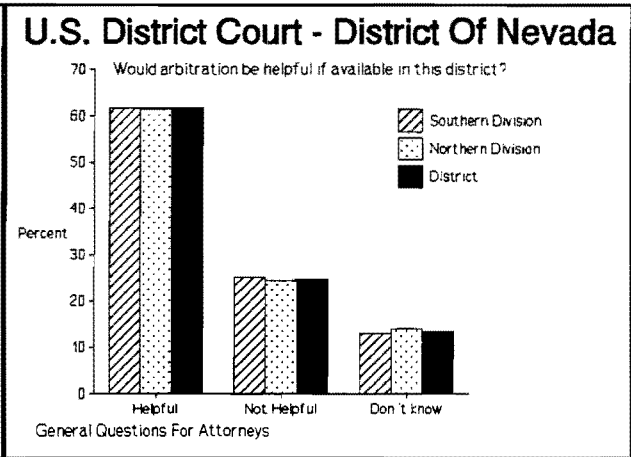 U.S. District Court - District Of Nevada
Would arbitration be helpful if available in this district?
70
60
50
40
30
20
10
0
Percent
Southern Division
Northern Division
District
Helpful Not Helpful Don't know
General Questions For Attorneys